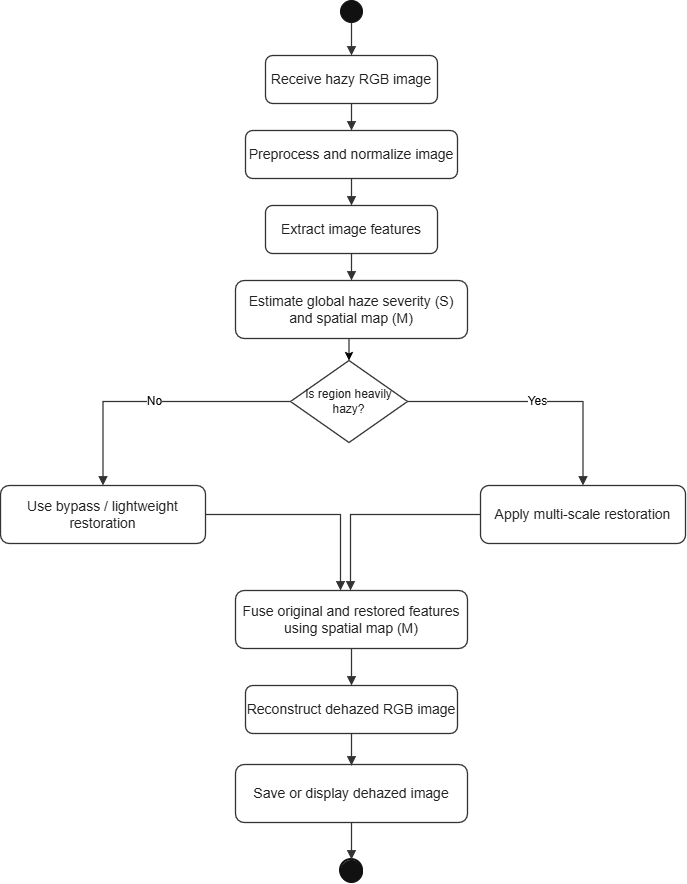 Receive hazy RGB image
Preprocess and normalize image
Extract image features
Estimate global haze severity (S)
and spatial map (M)
Is region heavily
hazy?
No
Yes
Use bypass / lightweight
restoration
Apply multi-scale restoration
Fuse original and restored features
using spatial map (M)
Reconstruct dehazed RGB image
Save or display dehazed image